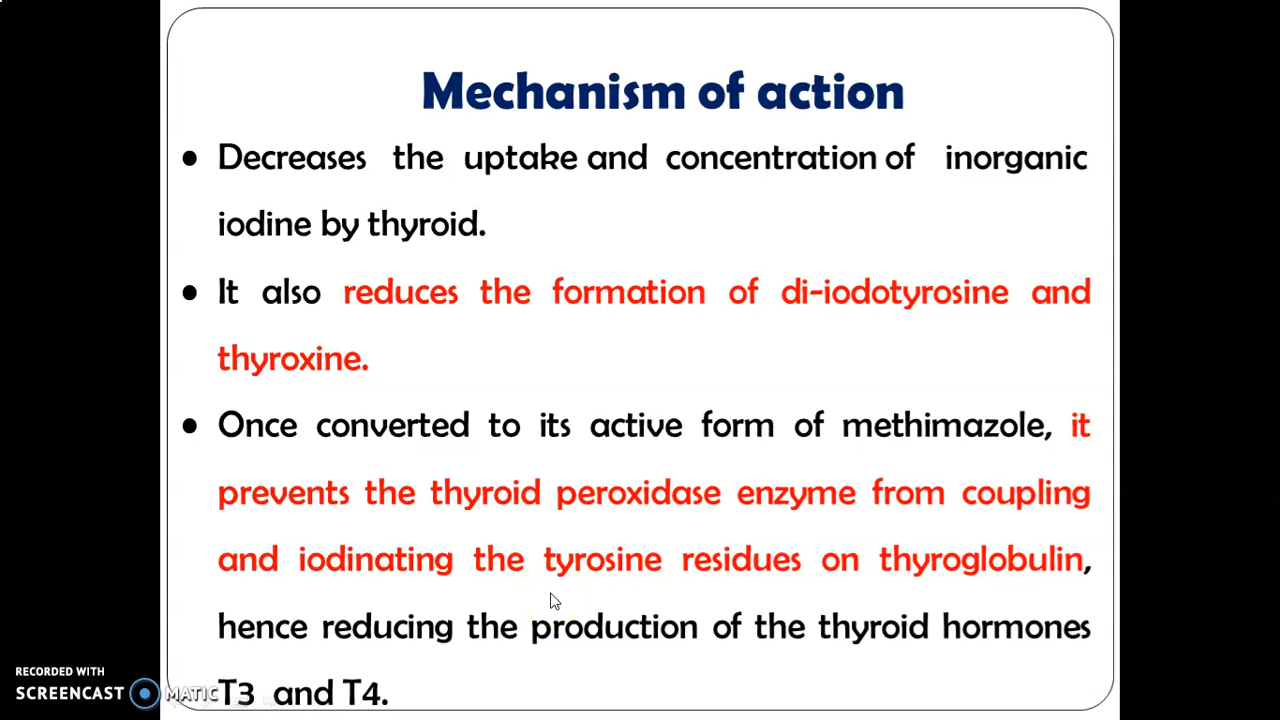 Mechanism of action
• Decreases the uptake and concentration of inorganic
iodine by thyroid.
• It also reduces the formation of di-iodotyrosine and
thyroxine.
• Once converted to its active form of methimazole, it
prevents the thyroid peroxidase enzyme from coupling
and iodinating the tyrosine residues on thyroglobulin,
hence reducing the production of the thyroid hormones
T3 and T4.
RECORDED WITH
SCREENCAST MATIC